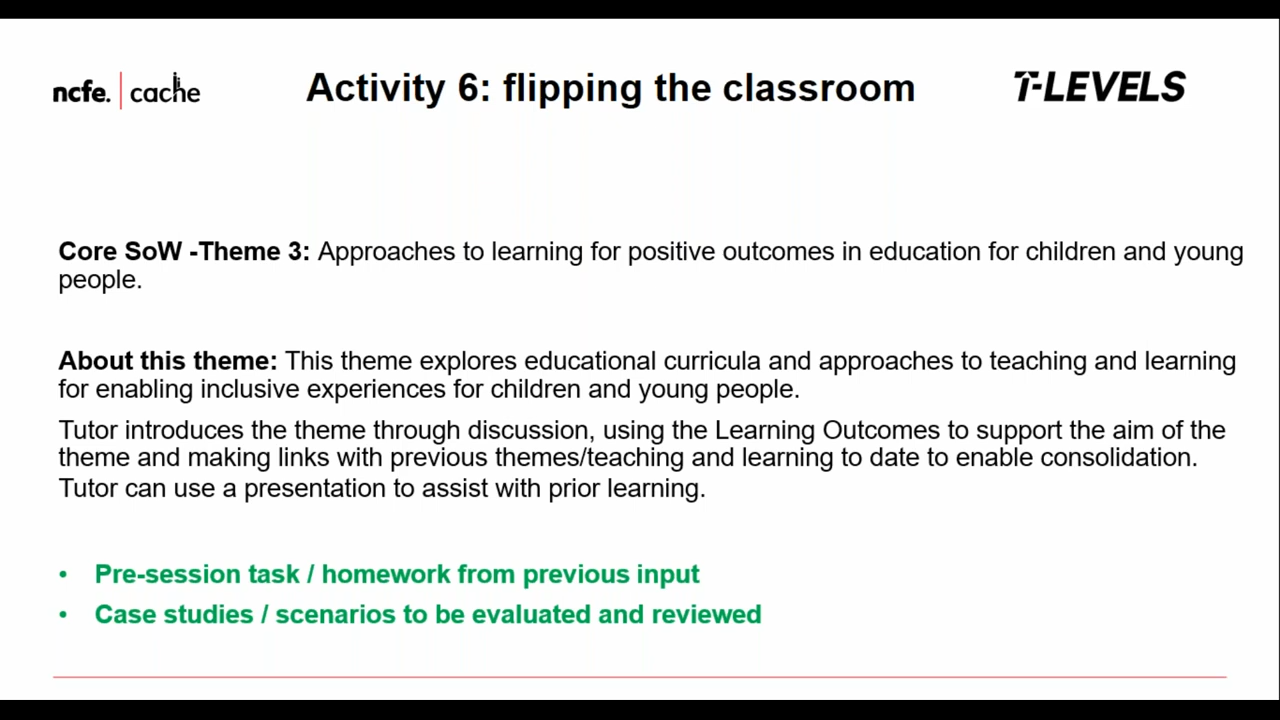 ncfe. cache
Activity 6: flipping the classroom
T-LEVELS
Core SoW -Theme 3: Approaches to learning for positive outcomes in education for children and young
people.
About this theme: This theme explores educational curricula and approaches to teaching and learning
for enabling inclusive experiences for children and young people.
Tutor introduces the theme through discussion, using the Learning Outcomes to support the aim of the
theme and making links with previous themes/teaching and learning to date to enable consolidation.
Tutor can use a presentation to assist with prior learning.
• Pre-session task / homework from previous input
• Case studies / scenarios to be evaluated and reviewed